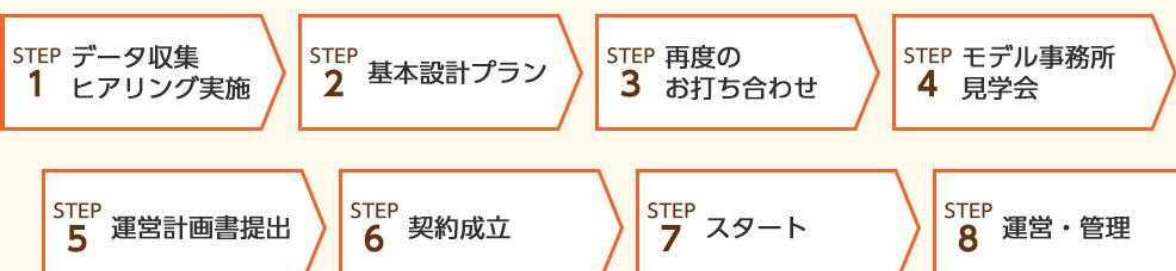 STEP 1 データ収集
ヒアリング実施
STEP 2 基本設計プラン
STEP 3 再度の
お打ち合わせ
STEP 4 モデル事務所
見学会
STEP 5 運営計画書提出
STEP 6 契約成立
STEP 7 スタート
STEP 8 運営・管理